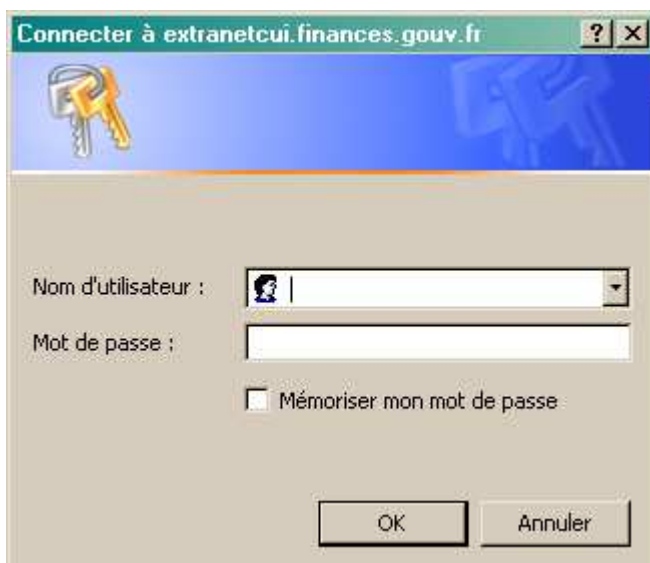 Connecter à extranetcui.finances.gouv.fr
Nom d'utilisateur :
Mot de passe :
Mémoriser mon mot de passe
OK Annuler